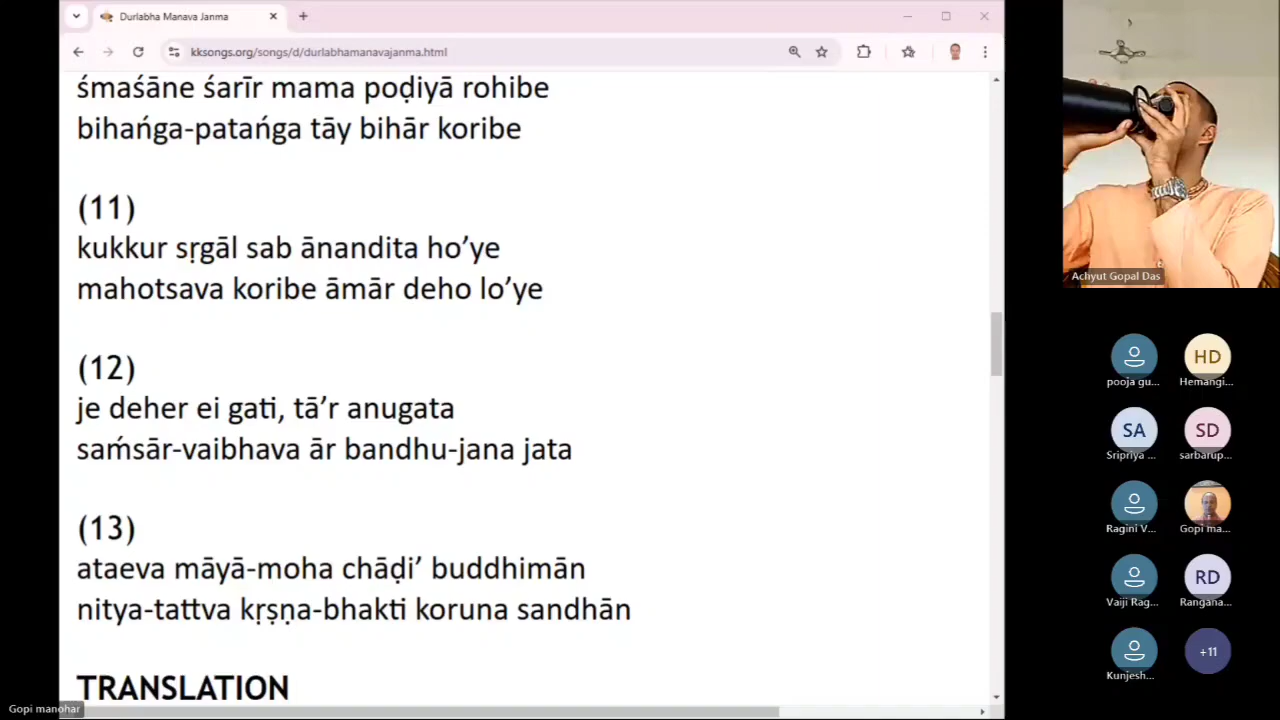 Durlabha Manava Janma
kksongs.org/songs/d/durlabhamanavajanma.html
śmaśāne śarīr mama poḍiyā rohibe
bihańga-patańga tāy bihār koribe
(11)
kukkur sṛgāl sab ānandita ho’ye
mahotsava koribe āmār deho lo’ye
(12)
je deher ei gati, tā’r anugata
saḿsār-vaibhava ār bandhu-jana jata
(13)
ataeva māyā-moha chāḍi’ buddhimān
nitya-tattva kṛṣṇa-bhakti koruna sandhān
TRANSLATION
Gopi manohar
Achyut Gopal Das
pooja gu...
HD
Hemangi...
SA
Sripriya ...
SD
sarbarup...
Ragini V...
Gopi ma...
Vaiji Rag...
RD
Rangana...
Kunjesh...
+11